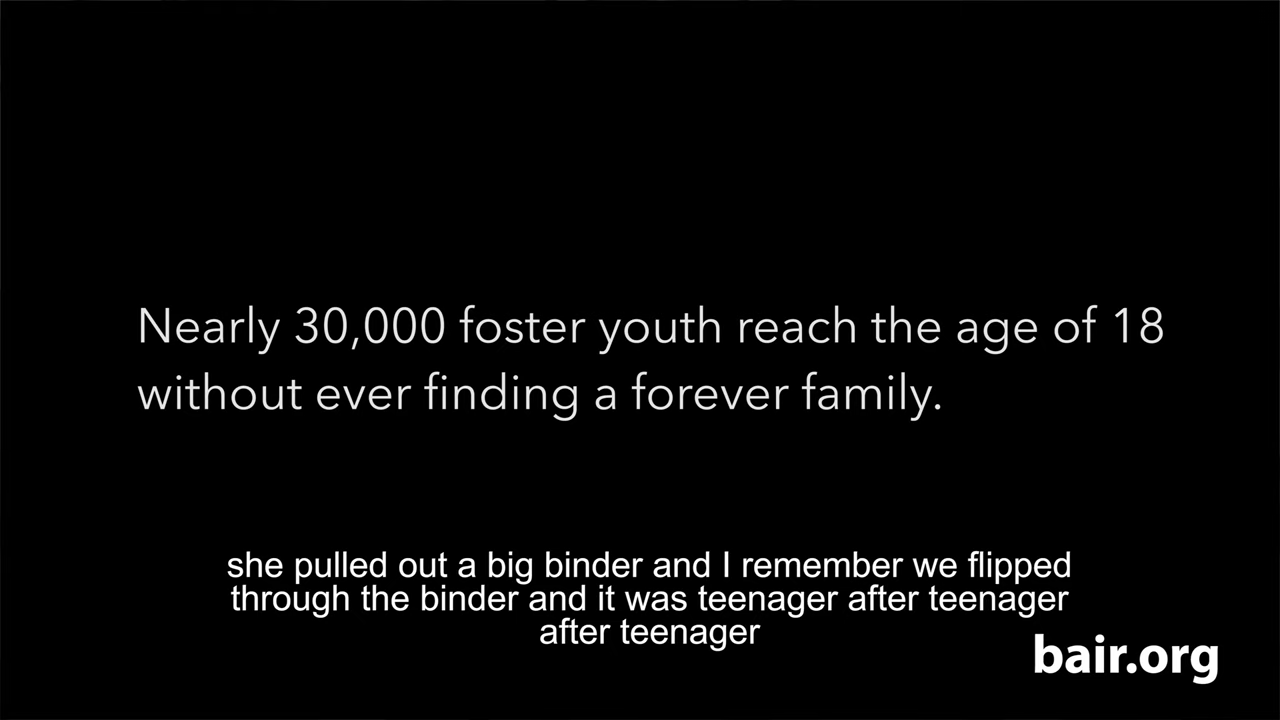 Nearly 30,000 foster youth reach the age of 18
without ever finding a forever family.
she pulled out a big binder and I remember we flipped
through the binder and it was teenager after teenager
after teenager
bair.org